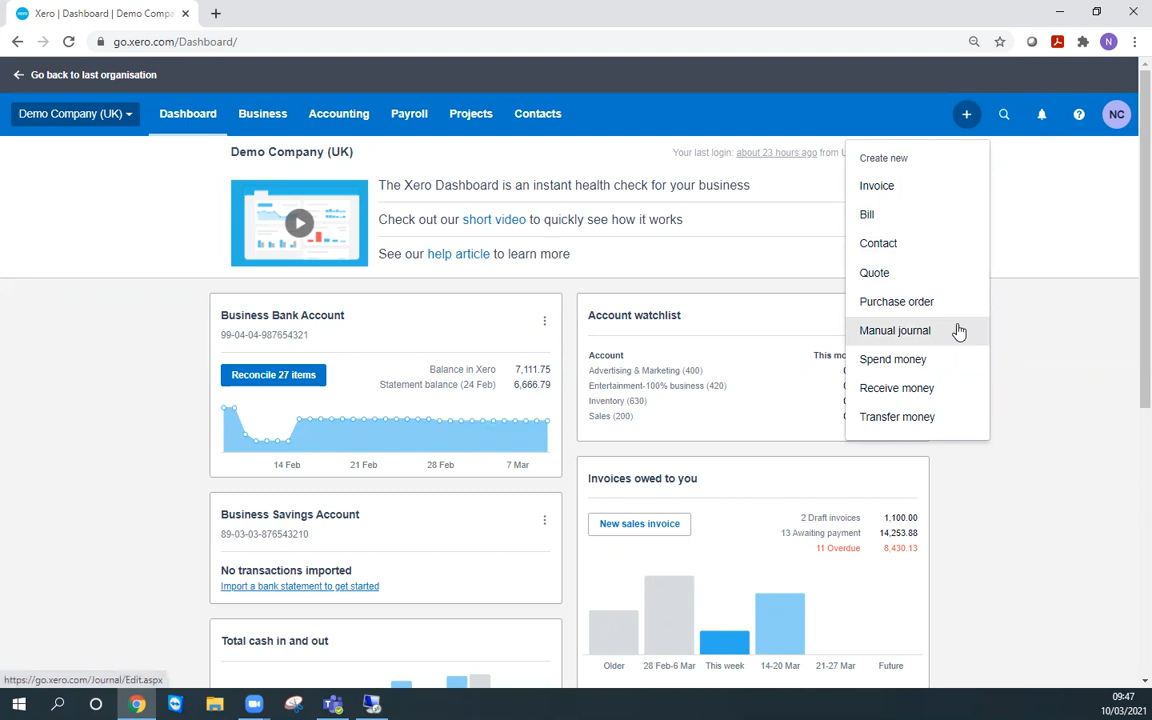 Xero | Dashboard | Demo Compa
go.xero.com/Dashboard/
N
Go back to last organisation
Demo Company (UK)
Dashboard
Business
Accounting
Payroll
Projects
Contacts
NC
Demo Company (UK)
Your last login: about 23 hours ago from U
The Xero Dashboard is an instant health check for your business
Check out our short video to quickly see how it works
See our help article to learn more
Create new
Invoice
Bill
Contact
Quote
Purchase order
Manual journal
Spend money
Receive money
Transfer money
Business Bank Account
99-04-04-987654321
Reconcile 27 items
Balance in Xero 7,111.75
Statement balance (24 Feb) 6,666.79
14 Feb 21 Feb 28 Feb 7 Mar
Account watchlist
Account This mo
Advertising & Marketing (400)
Entertainment-100% business (420)
Inventory (630)
Sales (200)
Business Savings Account
89-03-03-876543210
No transactions imported
Import a bank statement to get started
Invoices owed to you
New sales invoice
2 Draft invoices 1,100.00
13 Awaiting payment 14,253.88
11 Overdue 8,430.13
Older 28 Feb-6 Mar This week 14-20 Mar 21-27 Mar Future
Total cash in and out
https://go.xero.com/Journal/Edit.aspx
09:47
10/03/2021